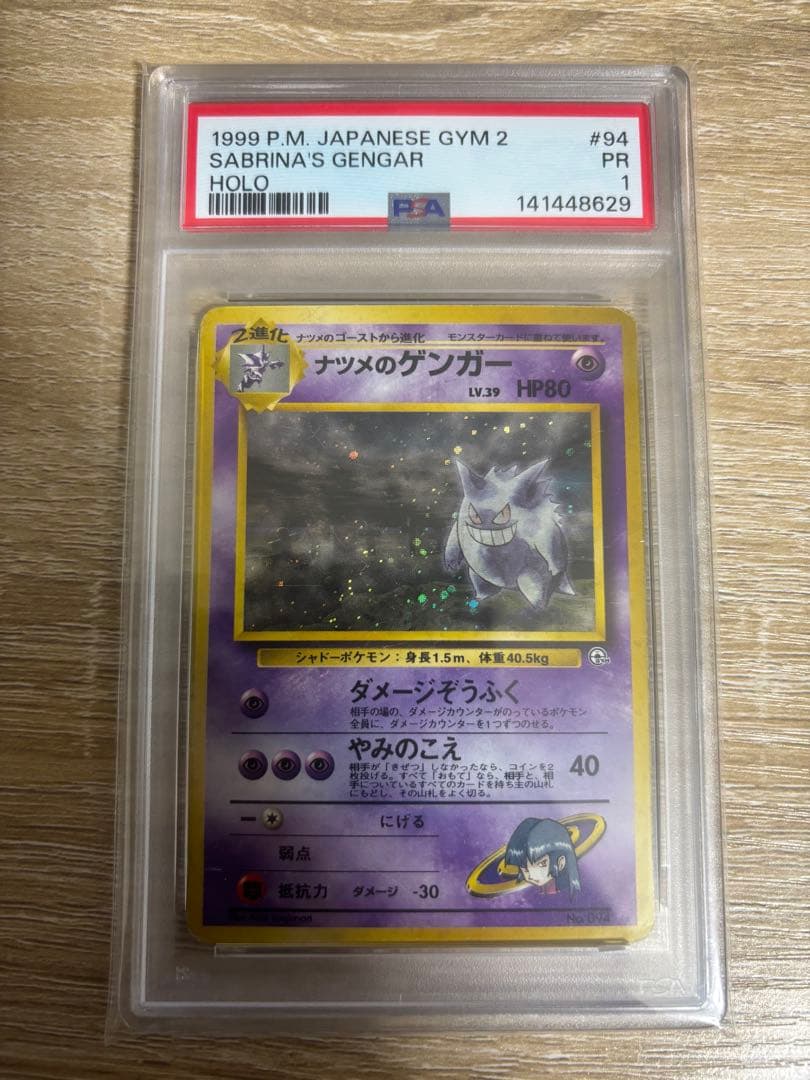 1999 P.M. JAPANESE GYM 2 #94
SABRINA'S GENGAR PR
HOLO 1
PSA 141448629
2進化 ナツメのゴーストから進化 モンスターカードに重ねて使います。
ナツメのゲンガー
LV.39 HP80
シャドーポケモン：身長1.5m、体重40.5kg
ダメージぞうふく
相手の場の、ダメージカウンターがのっているポケモン
全員に、ダメージカウンターを1つずつのせる。
やみのこえ 40
相手が「きぜつ」しなかったなら、コインを2
枚投げる。すべて「おもて」なら、相手と、相
手についているすべてのカードを持ち主の山札
にもどし、その山札をよく切る。
にげる
弱点
抵抗力 ダメージ -30
No.094
PSA